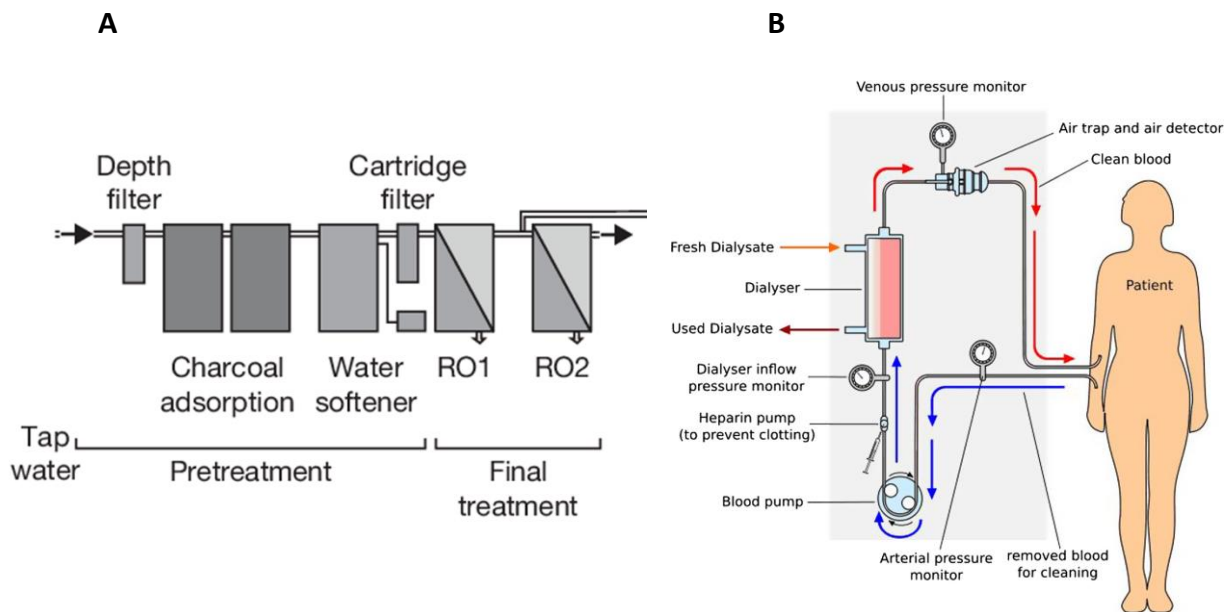 A
Depth
filter
Cartridge
filter
Charcoal
adsorption
Water
softener
RO1
RO2
Tap
water
Pretreatment
Final
treatment
B
Venous pressure monitor
Air trap and air detector
Clean blood
Fresh Dialysate
Dialyser
Patient
Used Dialysate
Dialyser inflow
pressure monitor
Heparin pump
(to prevent clotting)
Blood pump
Arterial pressure
monitor
removed blood
for cleaning